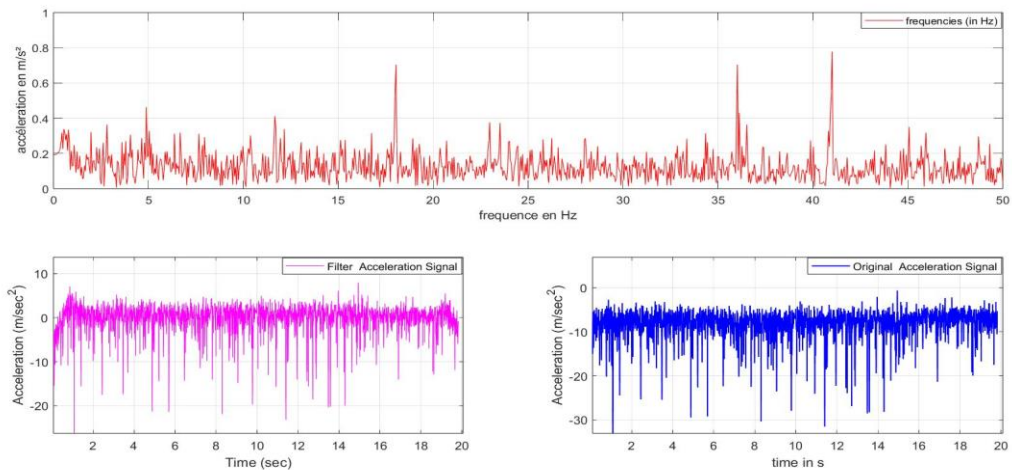 1
0.8
0.6
0.4
0.2
0
accélération en m/s²
frequencies (in Hz)
0 5 10 15 20 25 30 35 40 45 50
frequence en Hz
10
0
-10
-20
Acceleration (m/sec²)
Filter Acceleration Signal
2 4 6 8 10 12 14 16 18 20
Time (sec)
0
-10
-20
-30
Acceleration (m/sec²)
Original Acceleration Signal
2 4 6 8 10 12 14 16 18 20
time in s